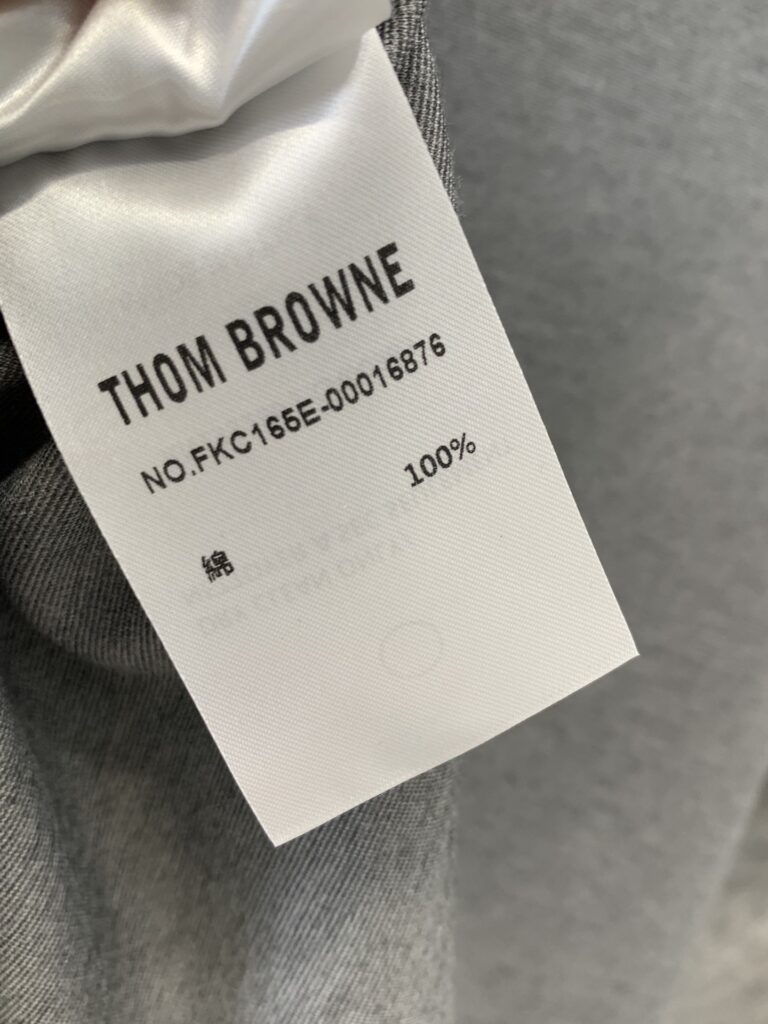 THOM BROWNE
NO.FKC165E-00016876
100%
綿